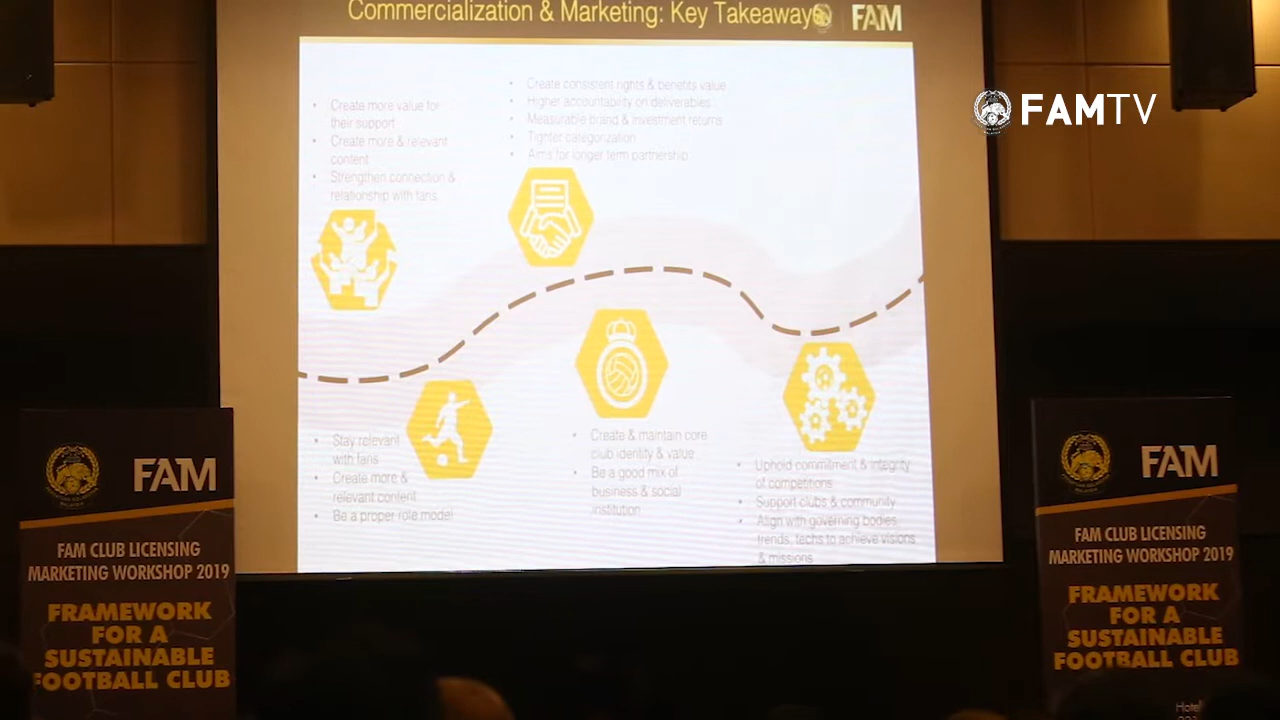 Commercialization & Marketing: Key Takeaways
FAM
FAMTV
• Create more value for
their support
• Create more & relevant
content
• Strengthen connection &
relationship with fans
• Create consistent rights & benefits value
• Higher accountability on deliverables
• Measurable brand & investment returns
• Tighter categorization
• Aims for longer term partnership
• Stay relevant
with fans
• Create more &
relevant content
• Be a proper role model
• Create & maintain core
club identity & value
• Be a good mix of
business & social
institution
• Uphold commitment & integrity
of competitions
• Support clubs & community
• Align with governing bodies,
trends, techs to achieve visions
& missions
FAM
FAM CLUB LICENSING
MARKETING WORKSHOP 2019
FRAMEWORK
FOR A
SUSTAINABLE
FOOTBALL CLUB
FAM
FAM CLUB LICENSING
MARKETING WORKSHOP 2019
FRAMEWORK
FOR A
SUSTAINABLE
FOOTBALL CLUB
Hotel